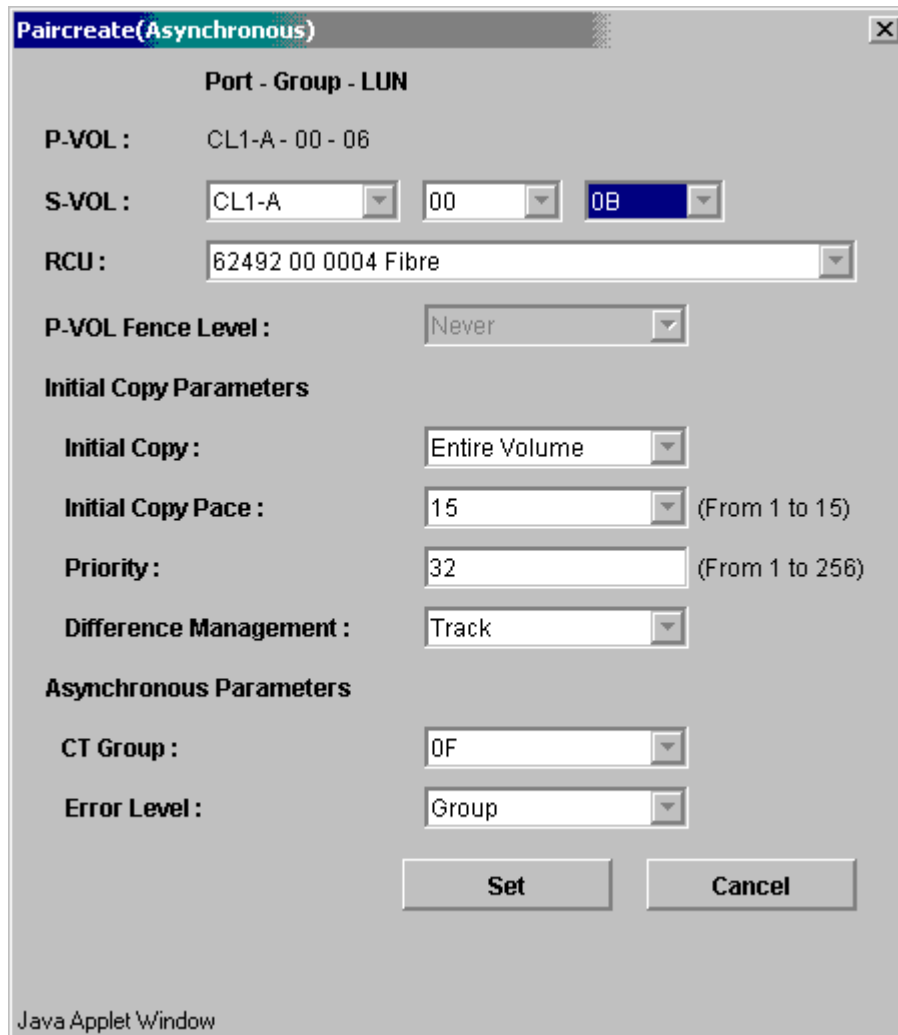 Paircreate(Asynchronous)
Port - Group - LUN
P-VOL : CL1-A - 00 - 06
S-VOL : CL1-A 00 0B
RCU : 62492 00 0004 Fibre
P-VOL Fence Level : Never
Initial Copy Parameters
Initial Copy : Entire Volume
Initial Copy Pace : 15 (From 1 to 15)
Priority : 32 (From 1 to 256)
Difference Management : Track
Asynchronous Parameters
CT Group : 0F
Error Level : Group
Set Cancel
Java Applet Window